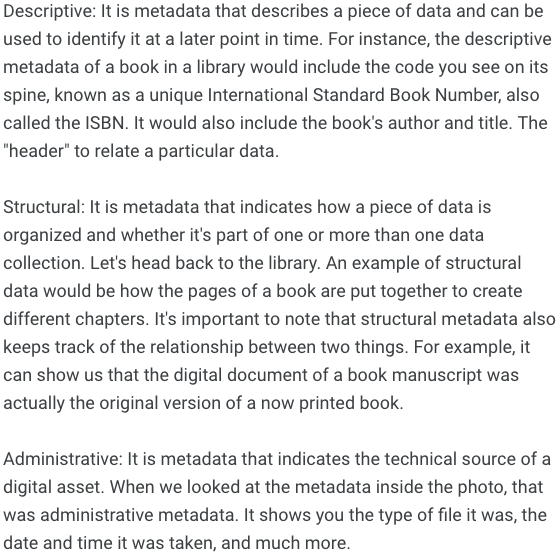 Descriptive: It is metadata that describes a piece of data and can be
used to identify it at a later point in time. For instance, the descriptive
metadata of a book in a library would include the code you see on its
spine, known as a unique International Standard Book Number, also
called the ISBN. It would also include the book's author and title. The
"header" to relate a particular data.
Structural: It is metadata that indicates how a piece of data is
organized and whether it's part of one or more than one data
collection. Let's head back to the library. An example of structural
data would be how the pages of a book are put together to create
different chapters. It's important to note that structural metadata also
keeps track of the relationship between two things. For example, it
can show us that the digital document of a book manuscript was
actually the original version of a now printed book.
Administrative: It is metadata that indicates the technical source of a
digital asset. When we looked at the metadata inside the photo, that
was administrative metadata. It shows you the type of file it was, the
date and time it was taken, and much more.